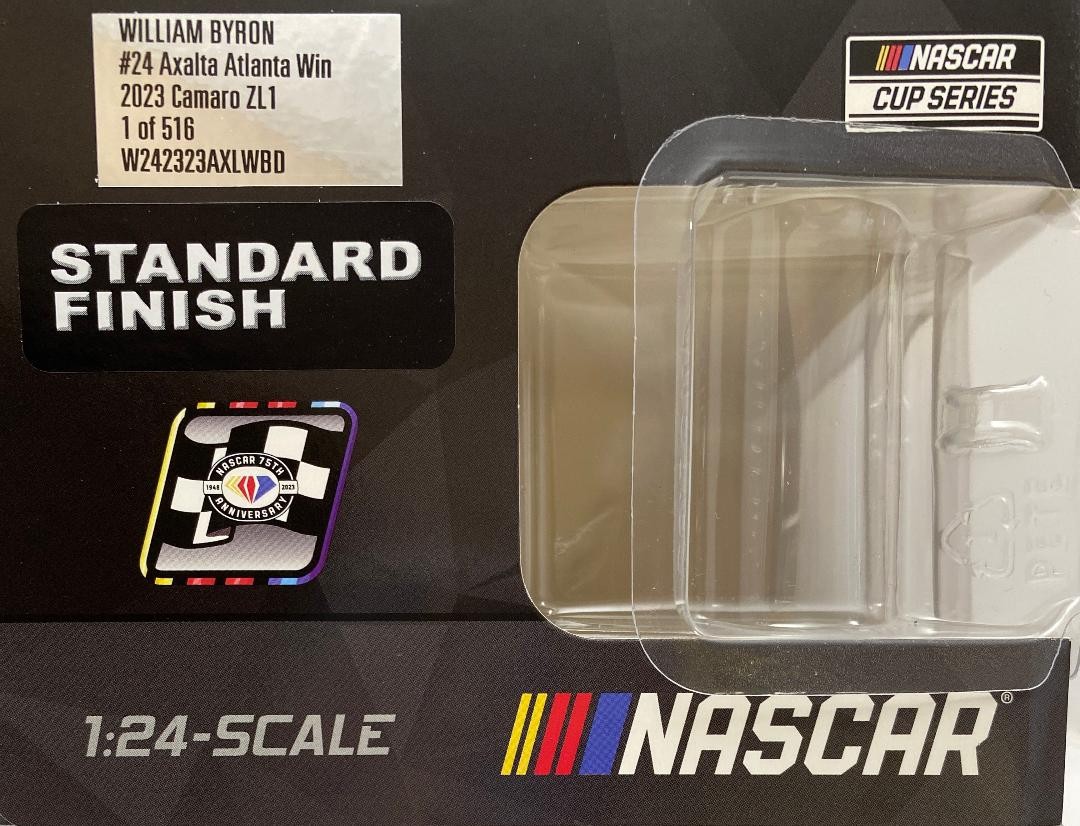 WILLIAM BYRON
#24 Axalta Atlanta Win
2023 Camaro ZL1
1 of 516
W242323AXLWBD
NASCAR
CUP SERIES
STANDARD
FINISH
NASCAR 75TH
1948 2023
ANNIVERSARY
1:24-SCALE
NASCAR®